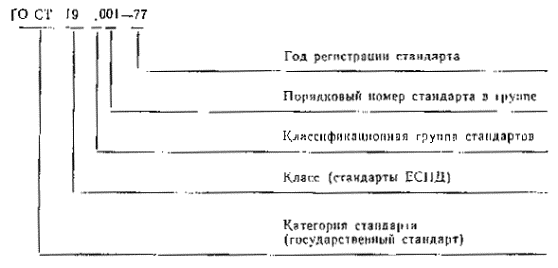 ГОСТ 19 .001—77
Год регистрации стандарта
Порядковый номер стандарта в группе
Классификационная группа стандартов
Класс (стандарты ЕСПД)
Категория стандарта
(государственный стандарт)